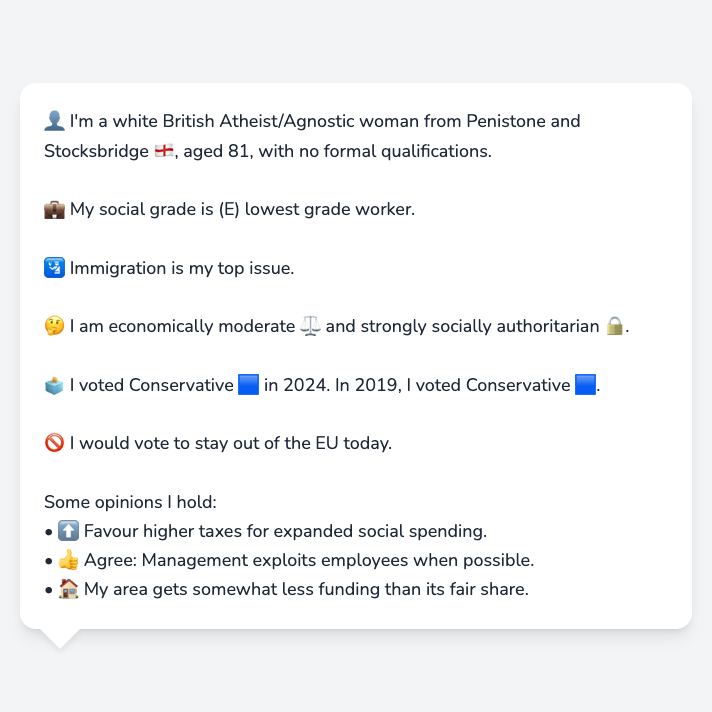 👤 I'm a white British Atheist/Agnostic woman from Penistone and
Stocksbridge 🏴󠁧󠁢󠁥󠁮󠁧󠁿, aged 81, with no formal qualifications.
💼 My social grade is (E) lowest grade worker.
🛂 Immigration is my top issue.
🤔 I am economically moderate ⚖️ and strongly socially authoritarian 🔒.
🗳️ I voted Conservative 🟦 in 2024. In 2019, I voted Conservative 🟦.
🚫 I would vote to stay out of the EU today.
Some opinions I hold:
• ⬆️ Favour higher taxes for expanded social spending.
• 👍 Agree: Management exploits employees when possible.
• 🏠 My area gets somewhat less funding than its fair share.